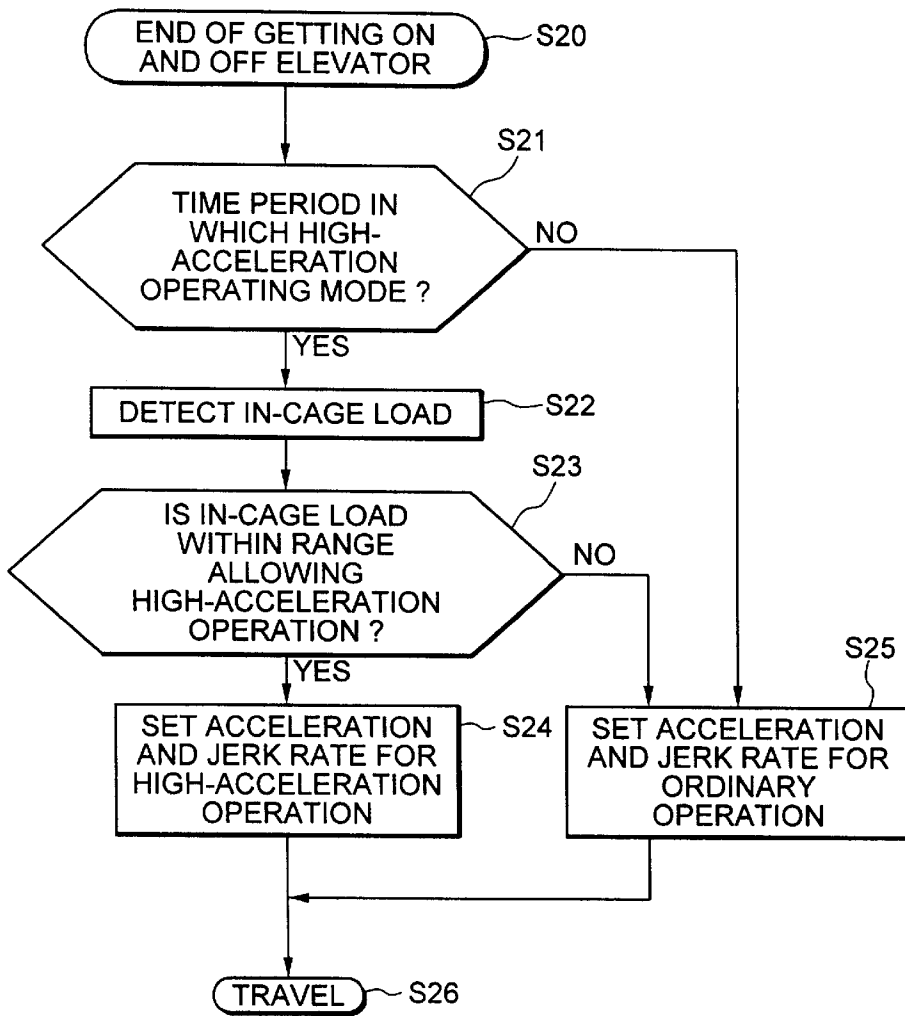 END OF GETTING ON
AND OFF ELEVATOR
S20
S21
TIME PERIOD IN
WHICH HIGH-
ACCELERATION
OPERATING MODE ?
NO
YES
DETECT IN-CAGE LOAD
S22
S23
IS IN-CAGE LOAD
WITHIN RANGE
ALLOWING
HIGH-ACCELERATION
OPERATION ?
NO
YES
SET ACCELERATION
AND JERK RATE FOR
HIGH-ACCELERATION
OPERATION
S24
S25
SET ACCELERATION
AND JERK RATE FOR
ORDINARY
OPERATION
TRAVEL
S26